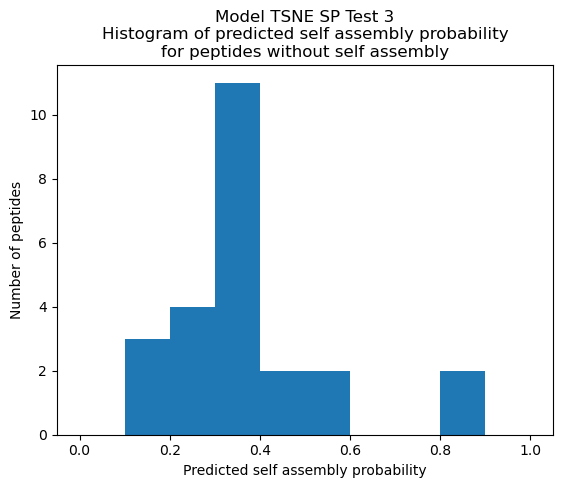 Model TSNE SP Test 3
Histogram of predicted self assembly probability
for peptides without self assembly
Number of peptides
10
8
6
4
2
0
0.0 0.2 0.4 0.6 0.8 1.0
Predicted self assembly probability